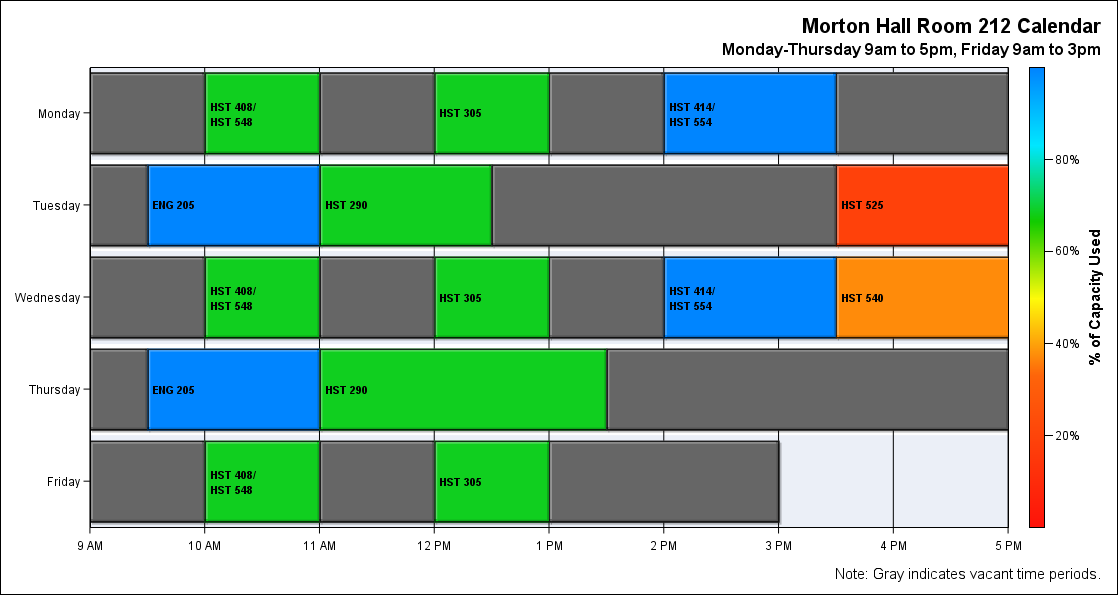 Morton Hall Room 212 Calendar
Monday-Thursday 9am to 5pm, Friday 9am to 3pm
Monday
HST 408/
HST 548
HST 305
HST 414/
HST 554
Tuesday
ENG 205
HST 290
HST 525
Wednesday
HST 408/
HST 548
HST 305
HST 414/
HST 554
HST 540
Thursday
ENG 205
HST 290
Friday
HST 408/
HST 548
HST 305
9 AM
10 AM
11 AM
12 PM
1 PM
2 PM
3 PM
4 PM
5 PM
80%
60%
40%
20%
% of Capacity Used
Note: Gray indicates vacant time periods.